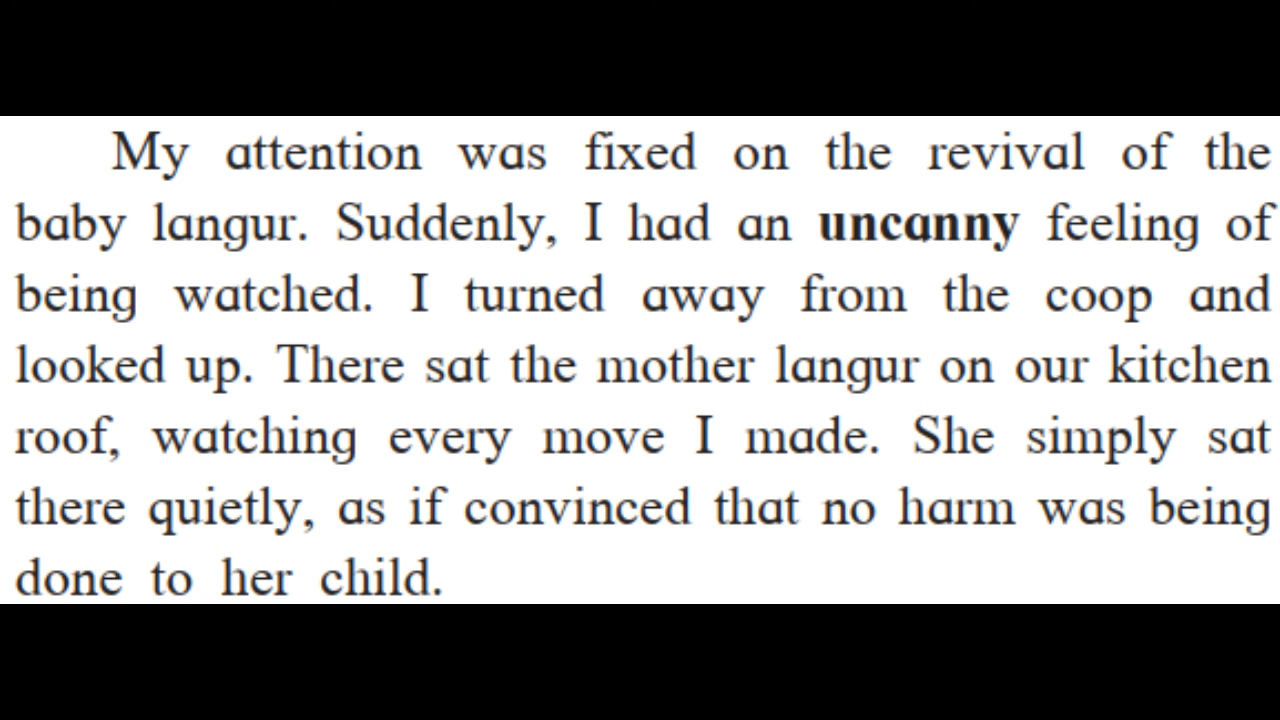 My attention was fixed on the revival of the
baby langur. Suddenly, I had an uncanny feeling of
being watched. I turned away from the coop and
looked up. There sat the mother langur on our kitchen
roof, watching every move I made. She simply sat
there quietly, as if convinced that no harm was being
done to her child.